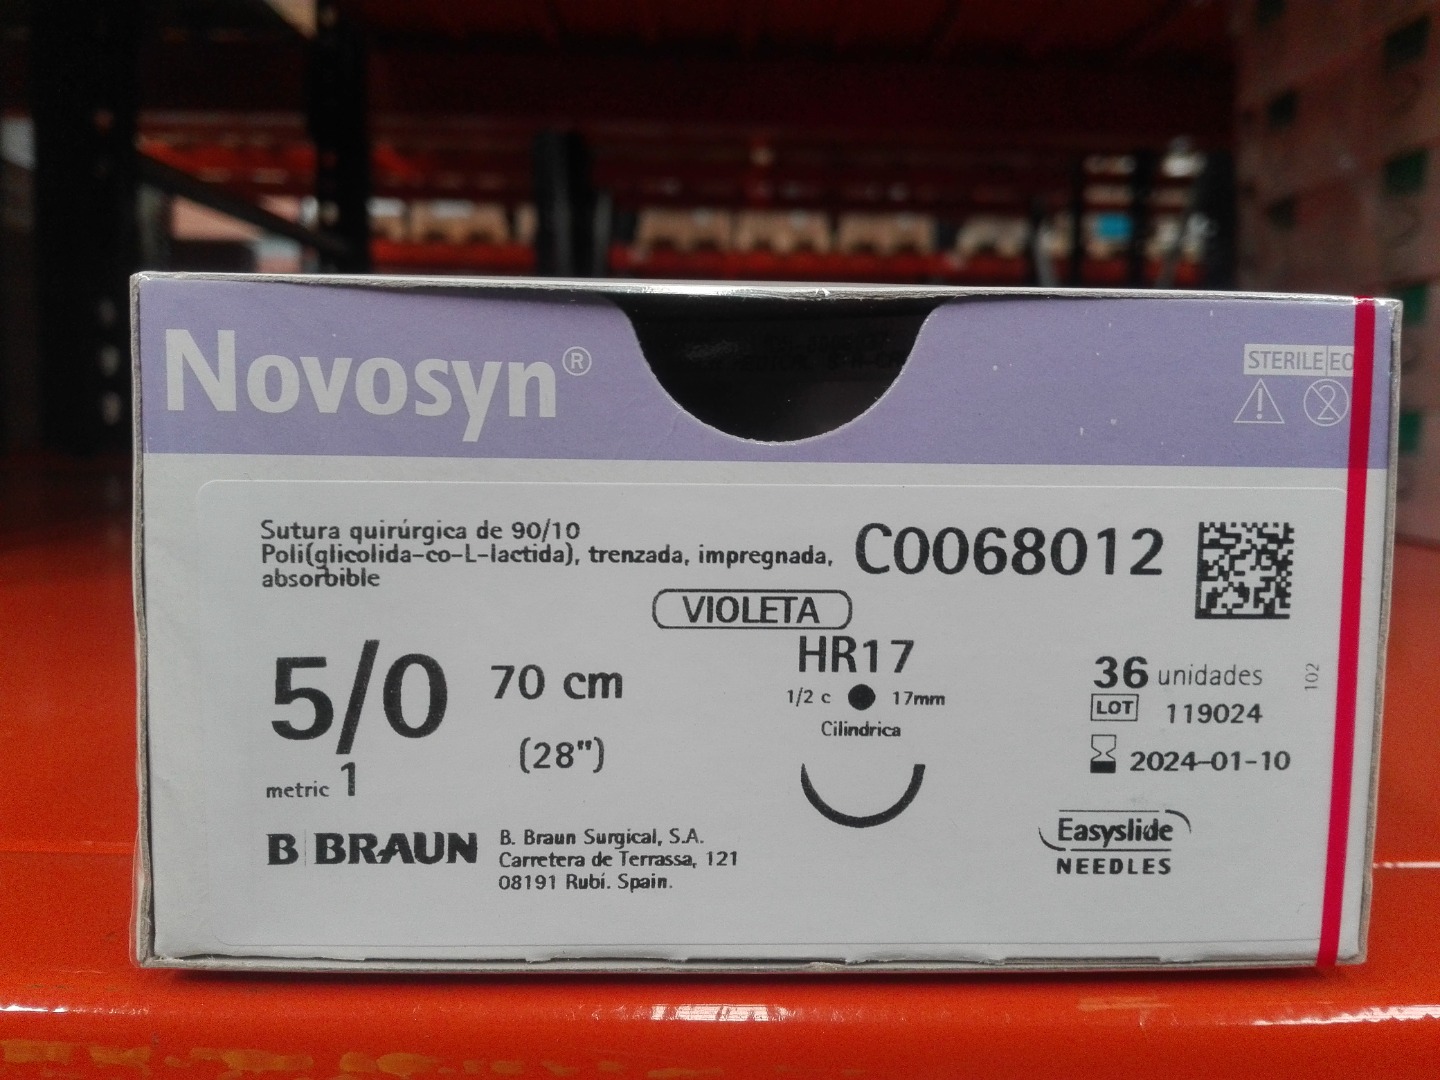 Novosyn®
STERILE EO
Sutura quirúrgica de 90/10
Poli(glicolida-co-L-lactida), trenzada, impregnada,
absorbible
C0068012
VIOLETA
5/0
70 cm
(28")
metric 1
HR17
1/2 c 17mm
Cilindrica
36 unidades
LOT 119024
2024-01-10
102
B BRAUN
B. Braun Surgical, S.A.
Carretera de Terrassa, 121
08191 Rubí. Spain.
Easyslide
NEEDLES